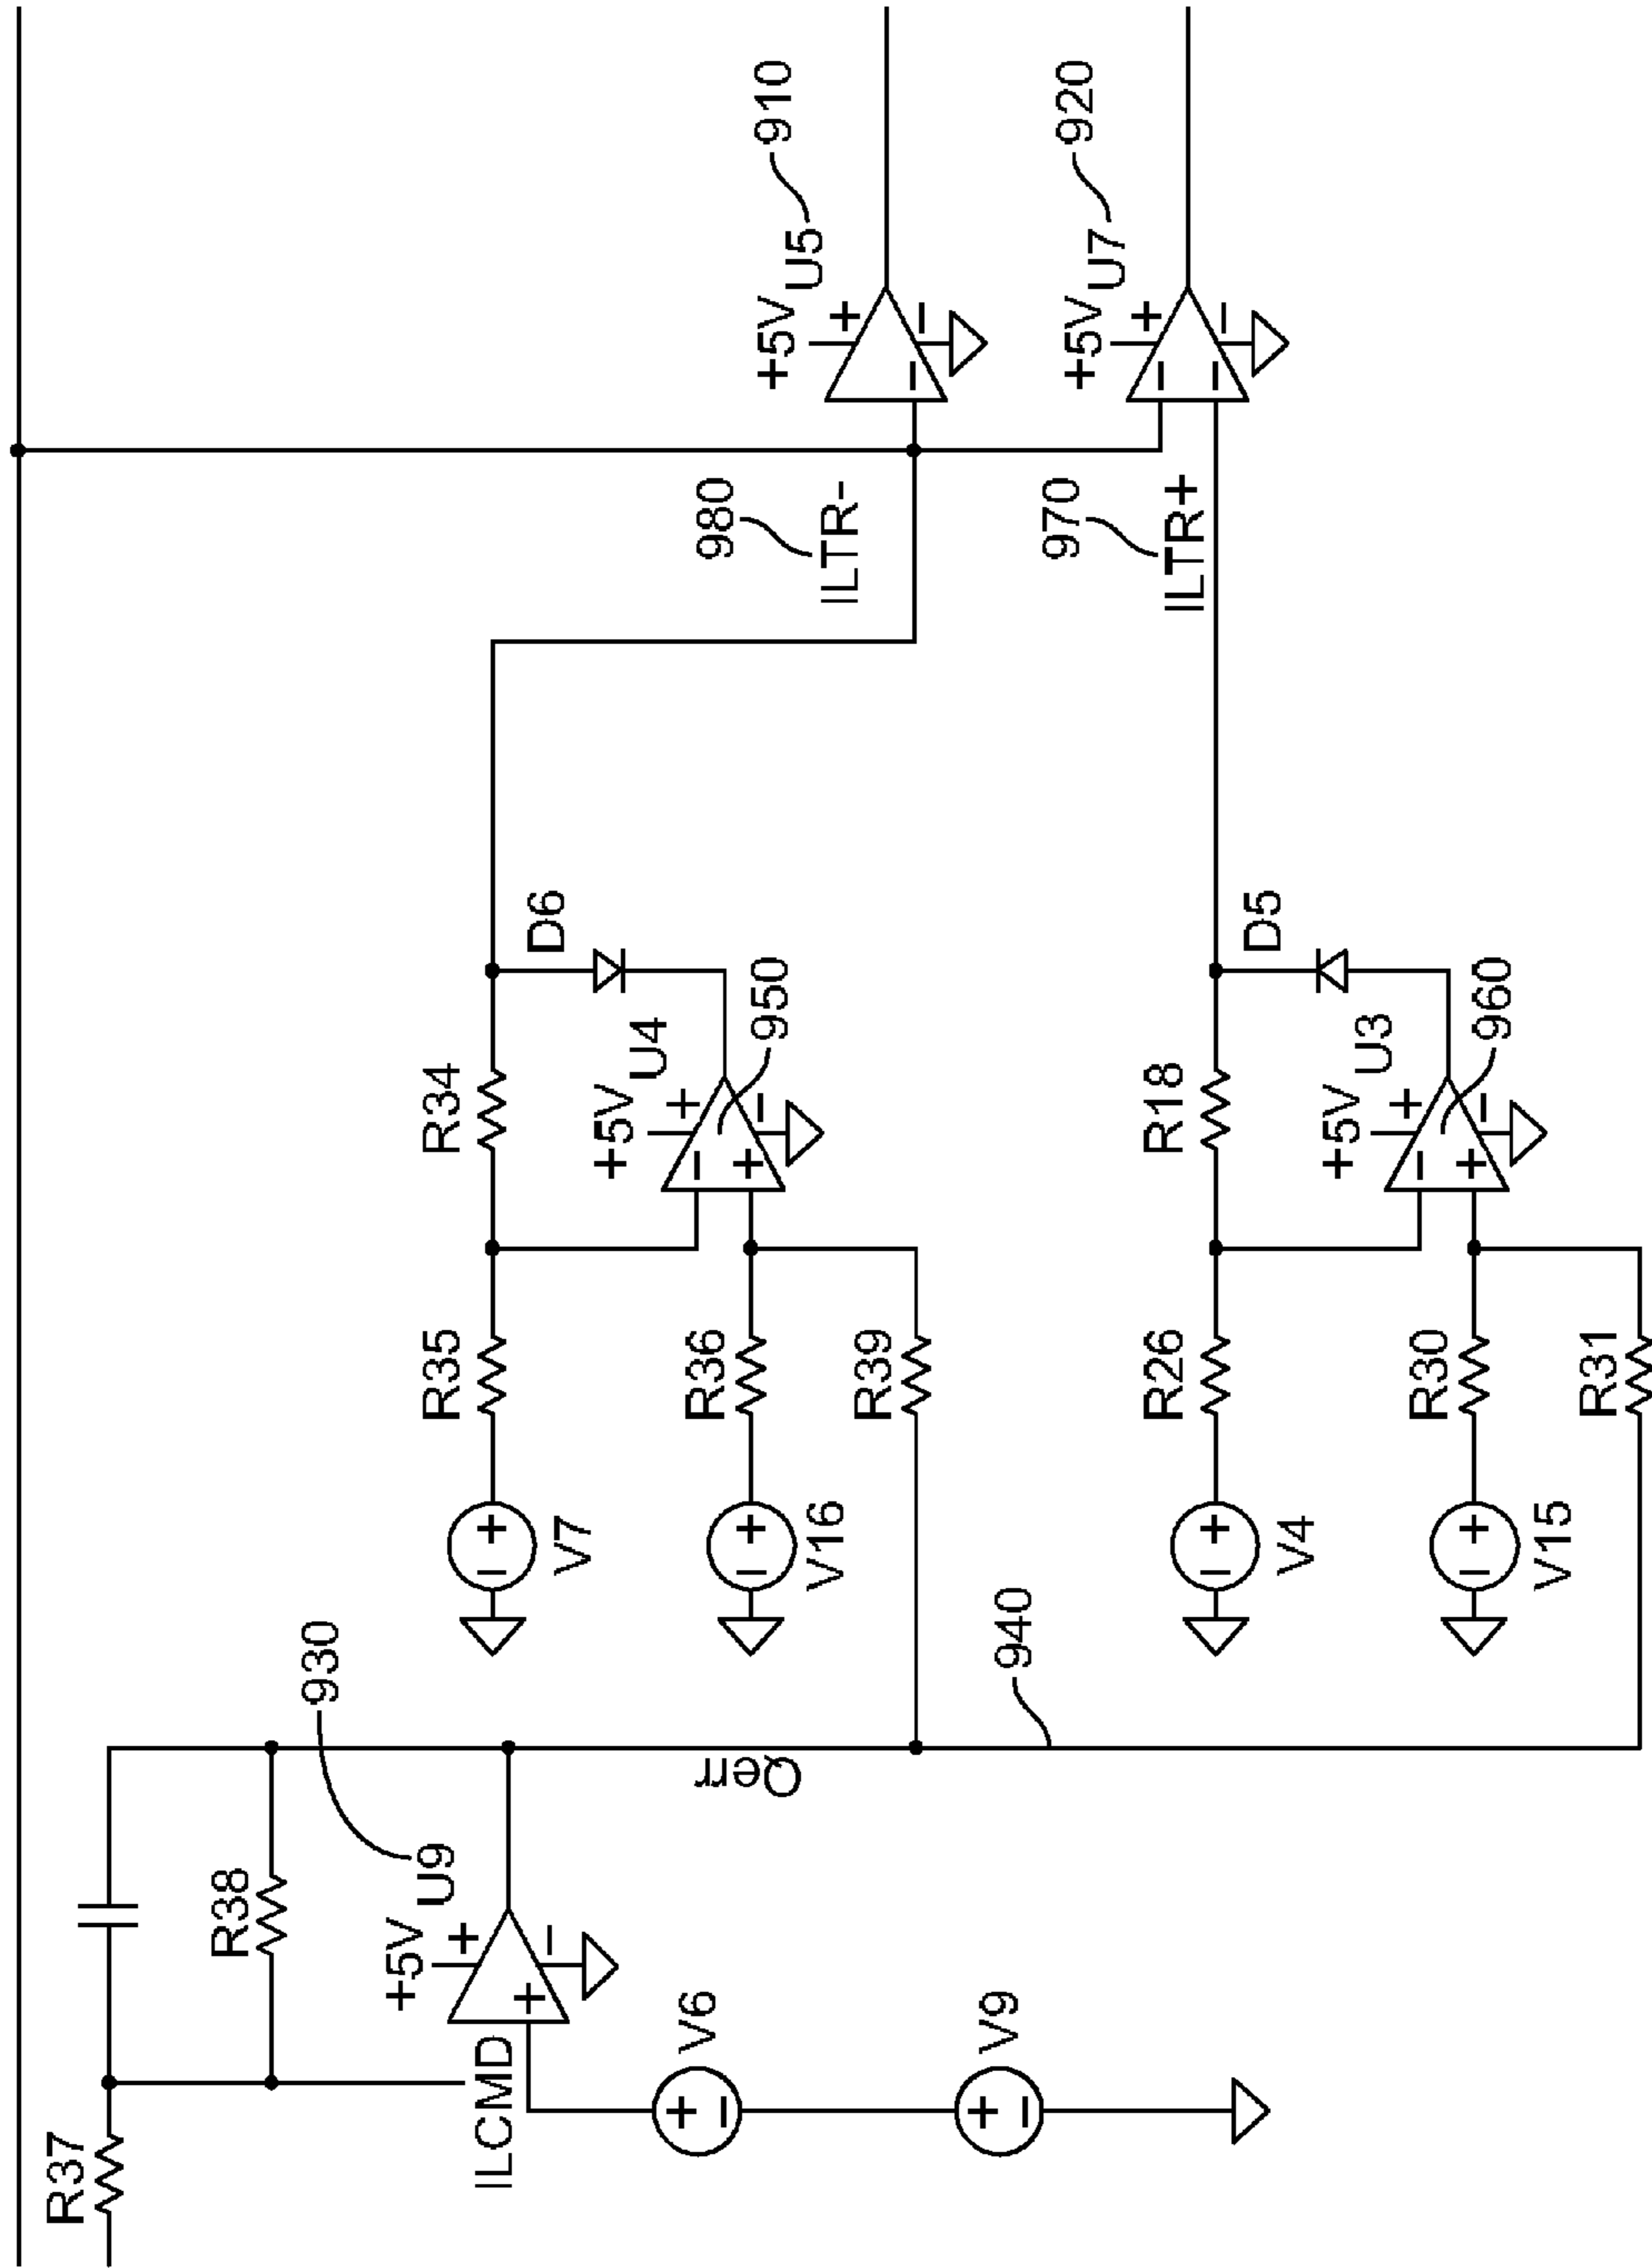 R37
R38
+5V
U9
930
ILCMD
V6
V9
Qerr
940
R35
R34
D6
V7
+5V
U4
950
R36
V16
R39
R26
R18
D5
V4
+5V
U3
960
R30
V15
R31
980
ILTR-
+5V
U5
910
970
ILTR+
+5V
U7
920